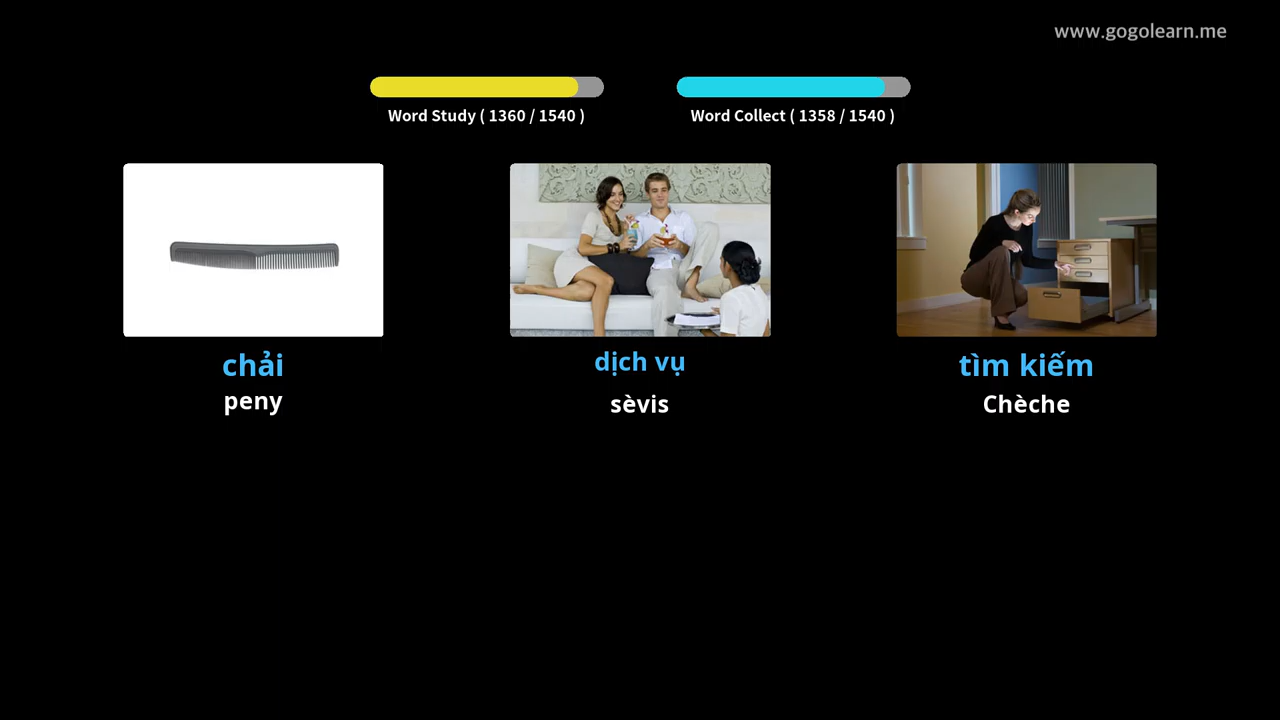 www.gogolearn.me
Word Study ( 1360 / 1540 )
Word Collect ( 1358 / 1540 )
chải
peny
dịch vụ
sèvis
tìm kiếm
Chèche